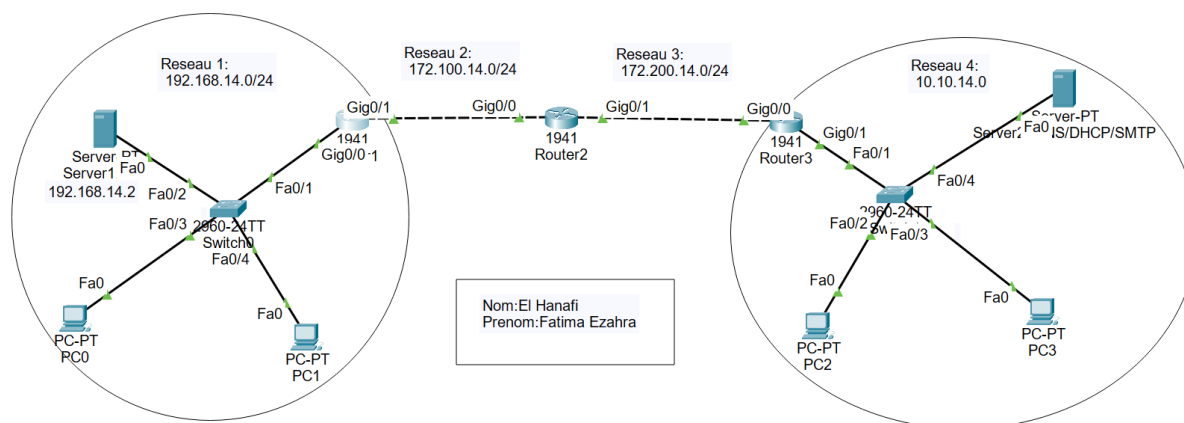 Reseau 1:
192.168.14.0/24
Reseau 2:
172.100.14.0/24
Reseau 3:
172.200.14.0/24
Reseau 4:
10.10.14.0
Gig0/1
Gig0/0
Gig0/1
Gig0/0
1941
Gig0/0
1941
Router2
1941
Router3
Gig0/1
Fa0/1
Server-PT
Fa0
/DHCP/SMTP
Fa0/4
Server1
Fa0
192.168.14.2
Fa0/2
Fa0/1
Fa0/3
2960-24TT
Switch0
Fa0/4
2960-24TT
Fa0/2
Fa0/3
Fa0
Fa0
Fa0
Fa0
PC-PT
PC0
PC-PT
PC1
Nom:El Hanafi
Prenom:Fatima Ezahra
PC-PT
PC2
PC-PT
PC3